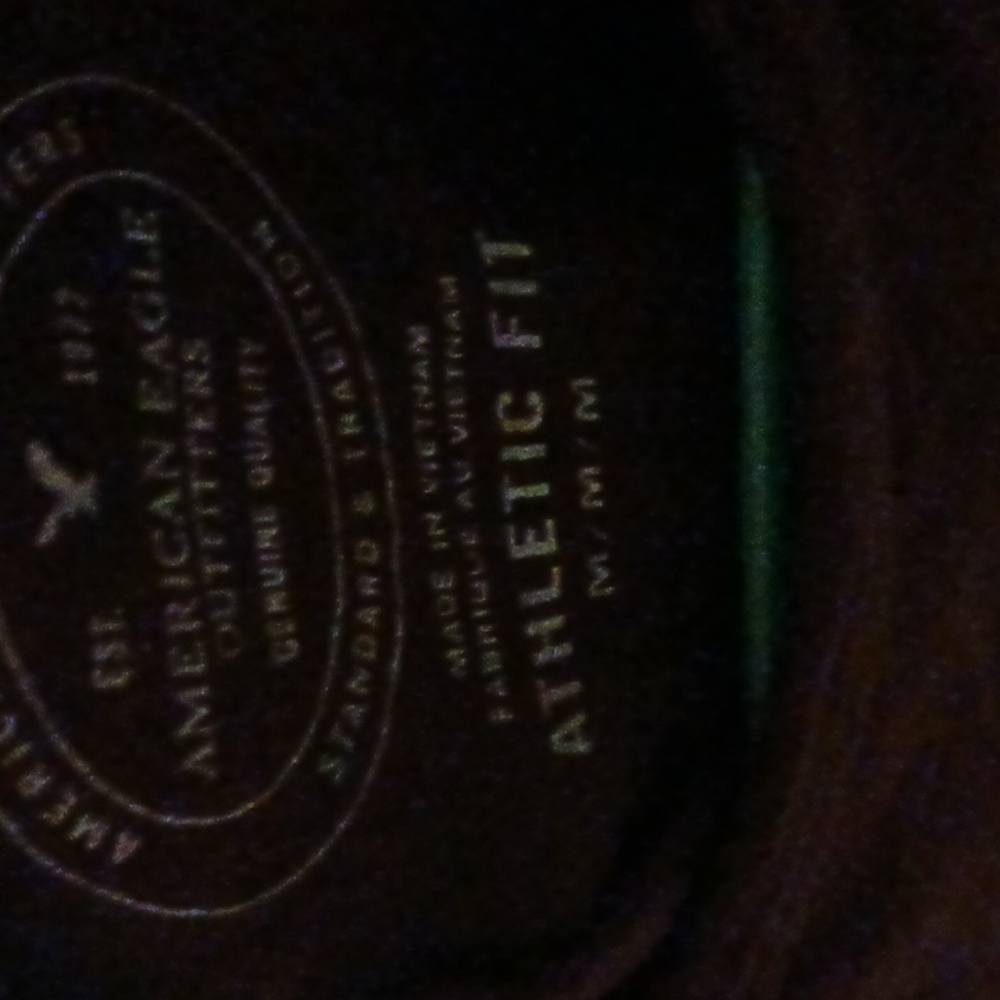 EST. 1977
AMERICAN EAGLE
OUTFITTERS
GENUINE QUALITY
STANDARD & TRADITION
MADE IN VIETNAM
FABRIQUÉ AU VIETNAM
ATHLETIC FIT
M/M/M